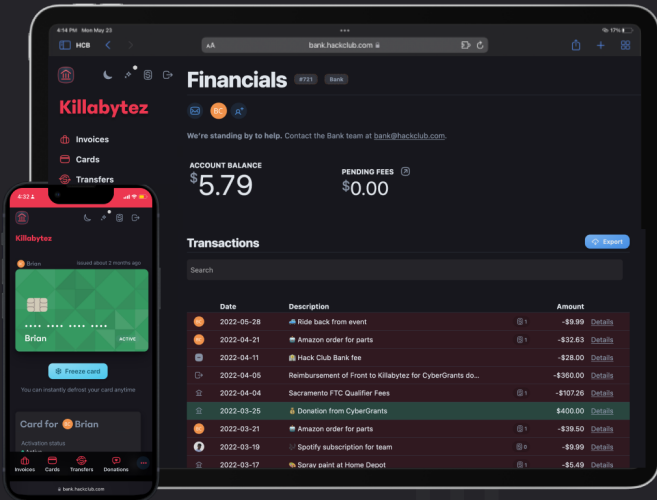 4:14 PM Mon May 23
17%
HCB
AA
bank.hackclub.com
Financials
#721
Bank
Killabytez
BC
We're standing by to help. Contact the Bank team at bank@hackclub.com.
Invoices
Cards
Transfers
ACCOUNT BALANCE
$5.79
PENDING FEES
$0.00
Transactions
Export
Search
Date Description Amount
BC 2022-05-28 Ride back from event 1 -$9.99 Details
BC 2022-04-21 Amazon order for parts 1 -$32.63 Details
2022-04-11 Hack Club Bank fee -$28.00 Details
2022-04-05 Reimbursement of Front to Killabytez for CyberGrants do... -$360.00 Details
2022-04-04 Sacramento FTC Qualifier Fees 1 -$107.26 Details
2022-03-25 Donation from CyberGrants $400.00 Details
BC 2022-03-21 Amazon order for parts 1 -$39.50 Details
2022-03-19 Spotify subscription for team 0 -$9.99 Details
2022-03-17 Spray paint at Home Depot 1 -$5.49 Details
4:32
Killabytez
BC Brian Issued about 2 months ago
Brian
ACTIVE
Freeze card
You can instantly defrost your card anytime
Card for BC Brian
Activation status
Active
Invoices Cards Transfers Donations
bank.hackclub.com